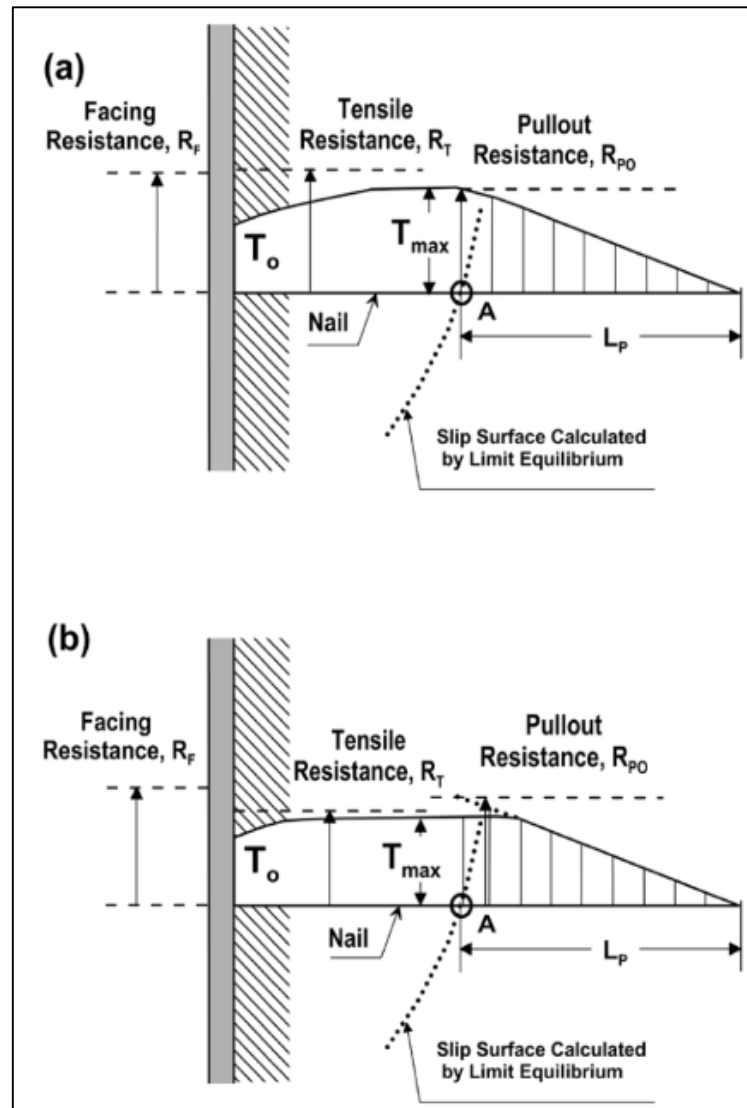 (a)
Facing
Resistance, R_F
Tensile
Resistance, R_T
Pullout
Resistance, R_PO
T_o
T_max
Nail
A
L_P
Slip Surface Calculated
by Limit Equilibrium
(b)
Facing
Resistance, R_F
Tensile
Resistance, R_T
Pullout
Resistance, R_PO
T_o
T_max
Nail
A
L_P
Slip Surface Calculated
by Limit Equilibrium